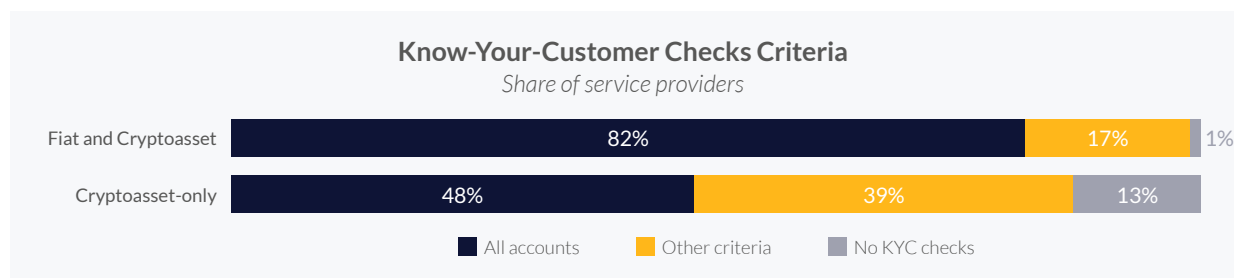 Know-Your-Customer Checks Criteria
Share of service providers
Fiat and Cryptoasset 82% 17% 1%
Cryptoasset-only 48% 39% 13%
All accounts Other criteria No KYC checks